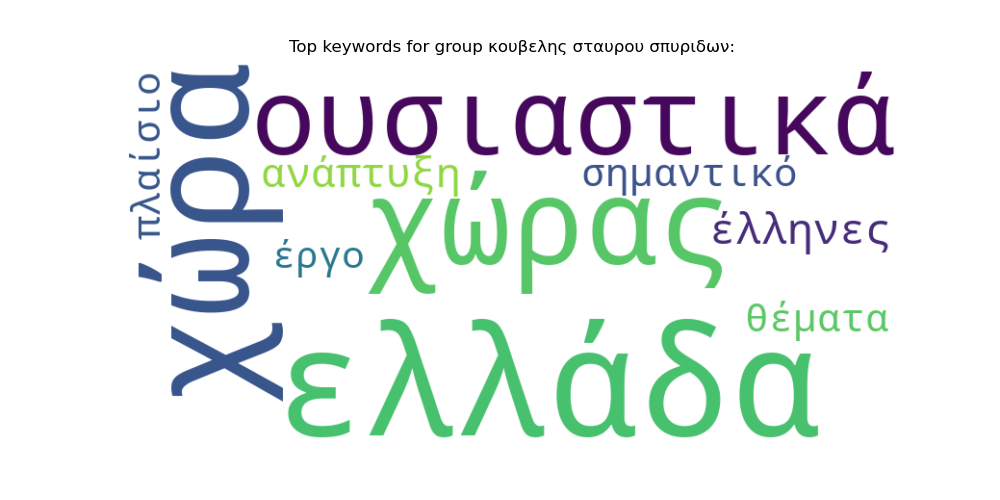 Top keywords for group κουβελης σταυρου σπυριδων:
πλαίσιο
χώρα
ουσιαστικά
ανάπτυξη
σημαντικό
χώρας
έλληνες
έργο
θέματα
ελλάδα